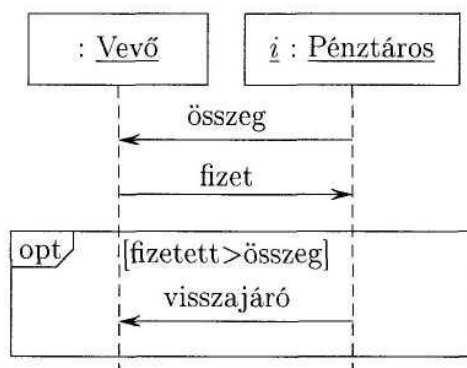 : Vevő
i : Pénztáros
összeg
fizet
opt
[fizetett>összeg]
visszajáró